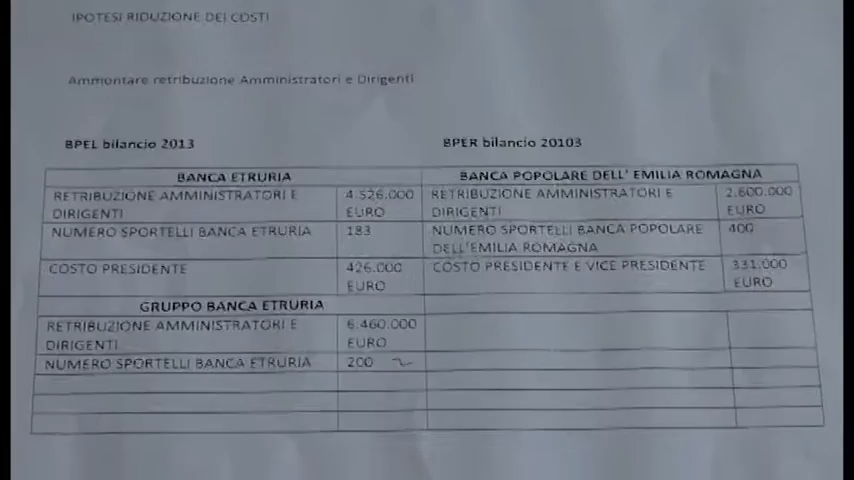 IPOTESI RIDUZIONE DEI COSTI
Ammontare retribuzione Amministratori e Dirigenti
BPEL bilancio 2013
BPER bilancio 20103
BANCA ETRURIA
BANCA POPOLARE DELL' EMILIA ROMAGNA
RETRIBUZIONE AMMINISTRATORI E
DIRIGENTI
4.526.000
EURO
RETRIBUZIONE AMMINISTRATORI E
DIRIGENTI
2.600.000
EURO
NUMERO SPORTELLI BANCA ETRURIA
183
NUMERO SPORTELLI BANCA POPOLARE
DELL'EMILIA ROMAGNA
400
COSTO PRESIDENTE
426.000
EURO
COSTO PRESIDENTE E VICE PRESIDENTE
331.000
EURO
GRUPPO BANCA ETRURIA
RETRIBUZIONE AMMINISTRATORI E
DIRIGENTI
6.460.000
EURO
NUMERO SPORTELLI BANCA ETRURIA
200